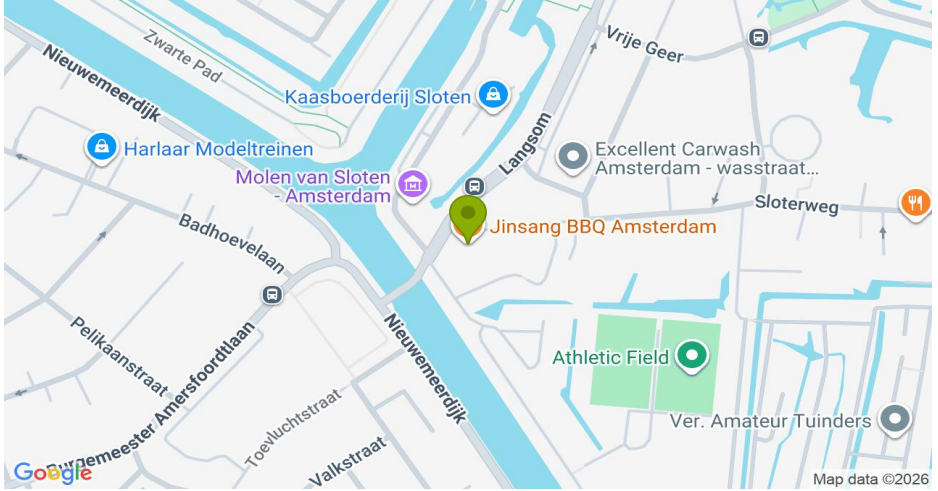 Zwarte Pad
Nieuwemeerdijk
Vrije Geer
Kaasboerderij Sloten
Langsom
Harlaar Modeltreinen
Excellent Carwash
Amsterdam - wasstraat...
Molen van Sloten
- Amsterdam
Sloterweg
Badhoevelaan
Jinsang BBQ Amsterdam
Pelikaanstraat
Nieuwemeerdijk
Athletic Field
Burgemeester Amersfoordtlaan
Toevluchtstraat
Ver. Amateur Tuinders
Valkstraat
Google
Map data ©2026